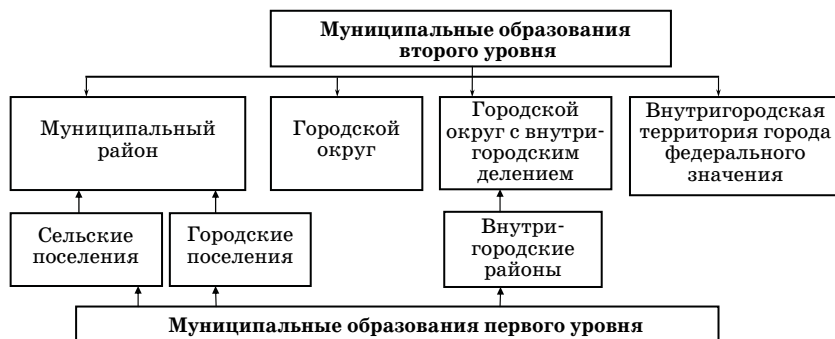 Муниципальные образования
второго уровня
Муниципальный
район
Городской
округ
Городской
округ с внутри-
городским
делением
Внутригородская
территория города
федерального
значения
Сельские
поселения
Городские
поселения
Внутри-
городские
районы
Муниципальные образования первого уровня